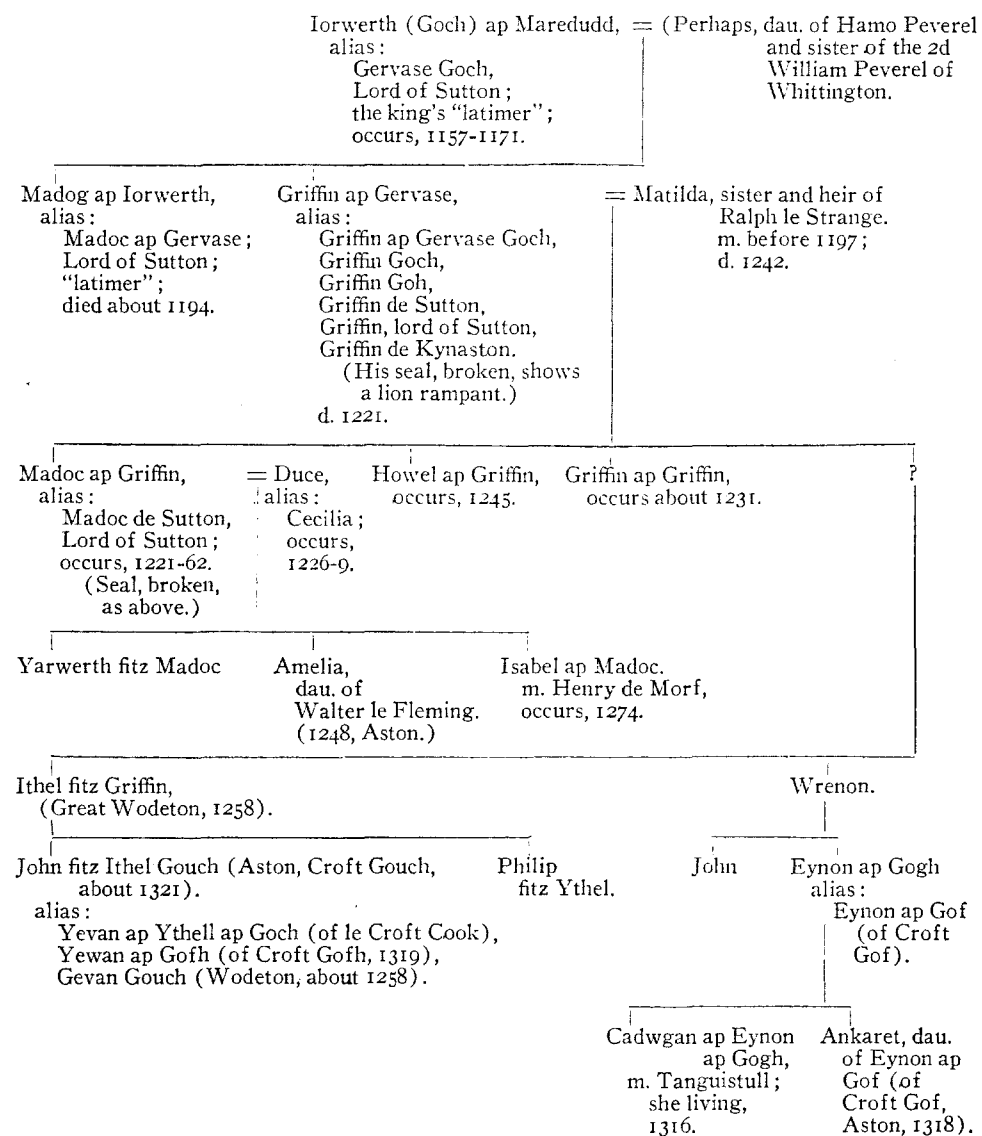 Iorwerth (Goch) ap Maredudd,
alias:
Gervase Goch,
Lord of Sutton;
the king's "latimer";
occurs, 1157-1171.
= (Perhaps, dau. of Hamo Peverel
and sister of the 2d
William Peverel of
Whittington.
Madog ap Iorwerth,
alias:
Madoc ap Gervase;
Lord of Sutton;
"latimer";
died about 1194.
Griffin ap Gervase,
alias:
Griffin ap Gervase Goch,
Griffin Goch,
Griffin Goh,
Griffin de Sutton,
Griffin, lord of Sutton,
Griffin de Kynaston.
(His seal, broken, shows
a lion rampant.)
d. 1221.
= Matilda, sister and heir of
Ralph le Strange.
m. before 1197;
d. 1242.
Madoc ap Griffin,
alias:
Madoc de Sutton,
Lord of Sutton;
occurs, 1221-62.
(Seal, broken,
as above.)
= Duce,
alias:
Cecilia;
occurs,
1226-9.
Howel ap Griffin,
occurs, 1245.
Griffin ap Griffin,
occurs about 1231.
?
Yarwerth fitz Madoc
Amelia,
dau. of
Walter le Fleming.
(1248, Aston.)
Isabel ap Madoc.
m. Henry de Morf,
occurs, 1274.
Ithel fitz Griffin,
(Great Wodeton, 1258).
Wrenon.
John fitz Ithel Gouch (Aston, Croft Gouch,
about 1321).
alias:
Yevan ap Ythell ap Goch (of le Croft Cook),
Yewan ap Gofh (of Croft Gofh, 1319),
Gevan Gouch (Wodeton, about 1258).
Philip
fitz Ythel.
John
Eynon ap Gogh
alias:
Eynon ap Gof
(of Croft
Gof).
Cadwgan ap Eynon
ap Gogh,
m. Tanguistull;
she living,
1316.
Ankaret, dau.
of Eynon ap
Gof (of
Croft Gof,
Aston, 1318).